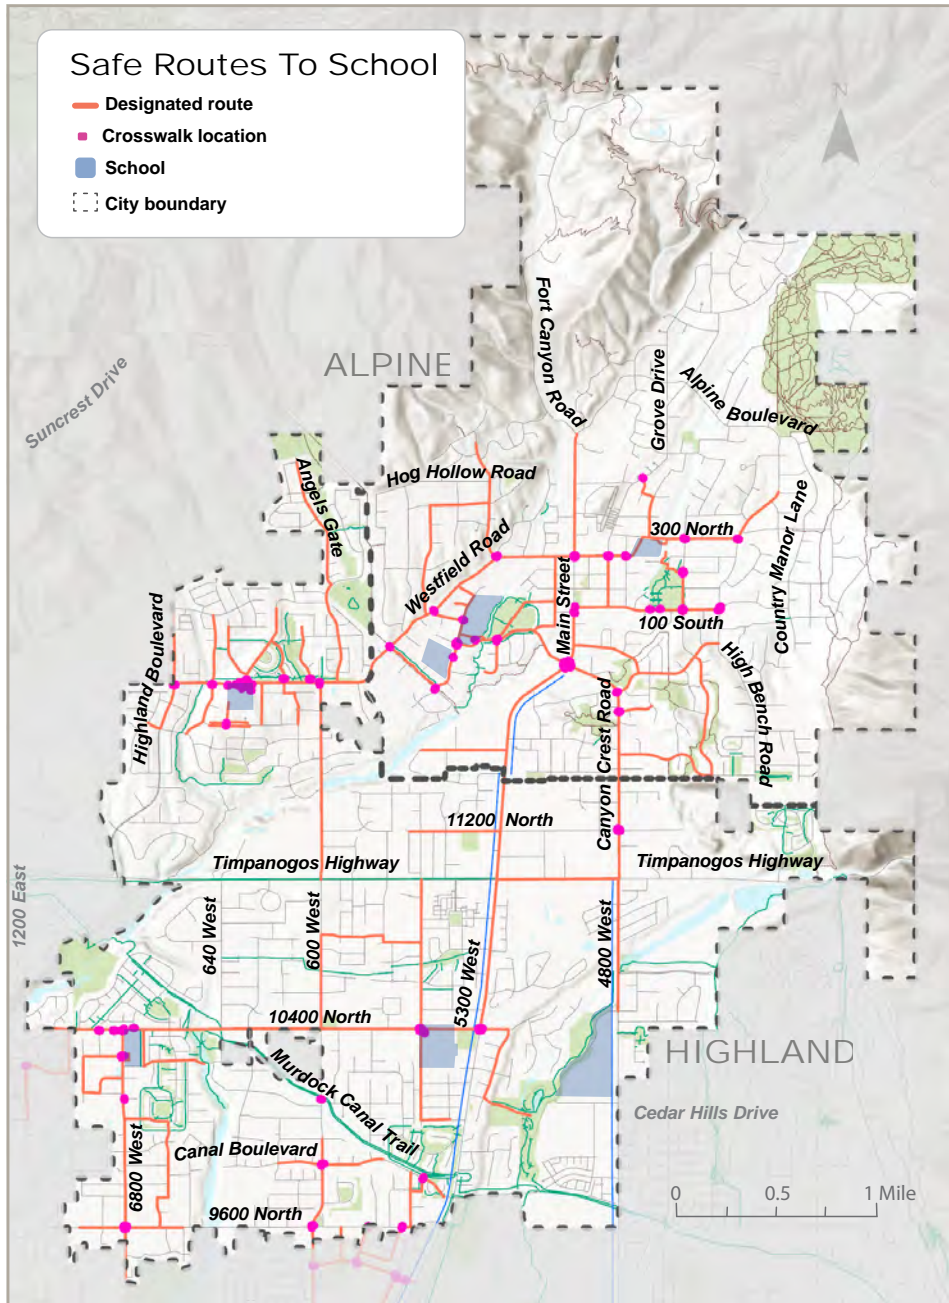 Safe Routes To School
Designated route
Crosswalk location
School
City boundary
N
Fort Canyon Road
ALPINE
Suncrest Drive
Grove Drive
Alpine Boulevard
Angels Gate
Hog Hollow Road
Country Manor Lane
300 North
Westfield Road
Main Street
100 South
Highland Boulevard
High Bench Road
Canyon Crest Road
11200 North
Timpanogos Highway
Timpanogos Highway
1200 East
640 West
600 West
5300 West
4800 West
10400 North
HIGHLAND
Murdock Canal Trail
Cedar Hills Drive
6800 West
Canal Boulevard
9600 North
0 0.5 1 Mile